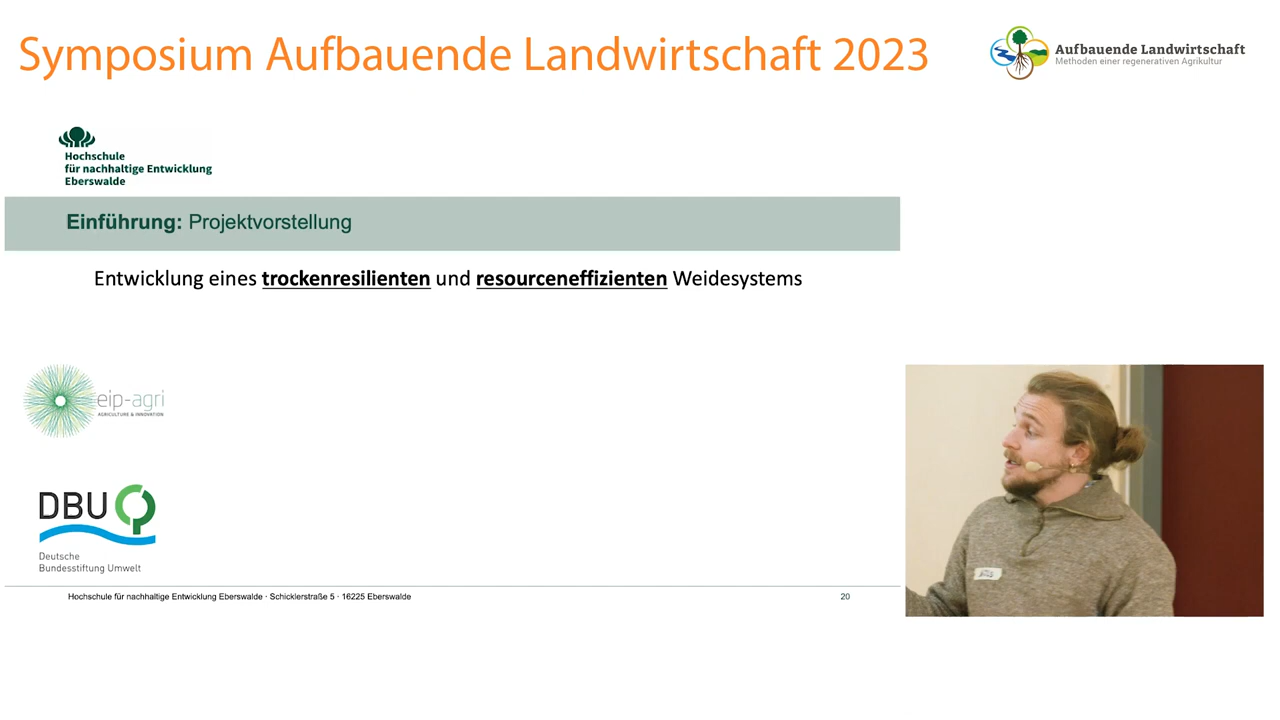 Symposium Aufbauende Landwirtschaft 2023
Aufbauende Landwirtschaft
Methoden einer regenerativen Agrikultur
Hochschule
für nachhaltige Entwicklung
Eberswalde
Einführung: Projektvorstellung
Entwicklung eines trockenresilienten und resourceneffizienten Weidesystems
eip-agri
AGRICULTURE & INNOVATION
DBU
Deutsche
Bundesstiftung Umwelt
Hochschule für nachhaltige Entwicklung Eberswalde · Schicklerstraße 5 · 16225 Eberswalde
20